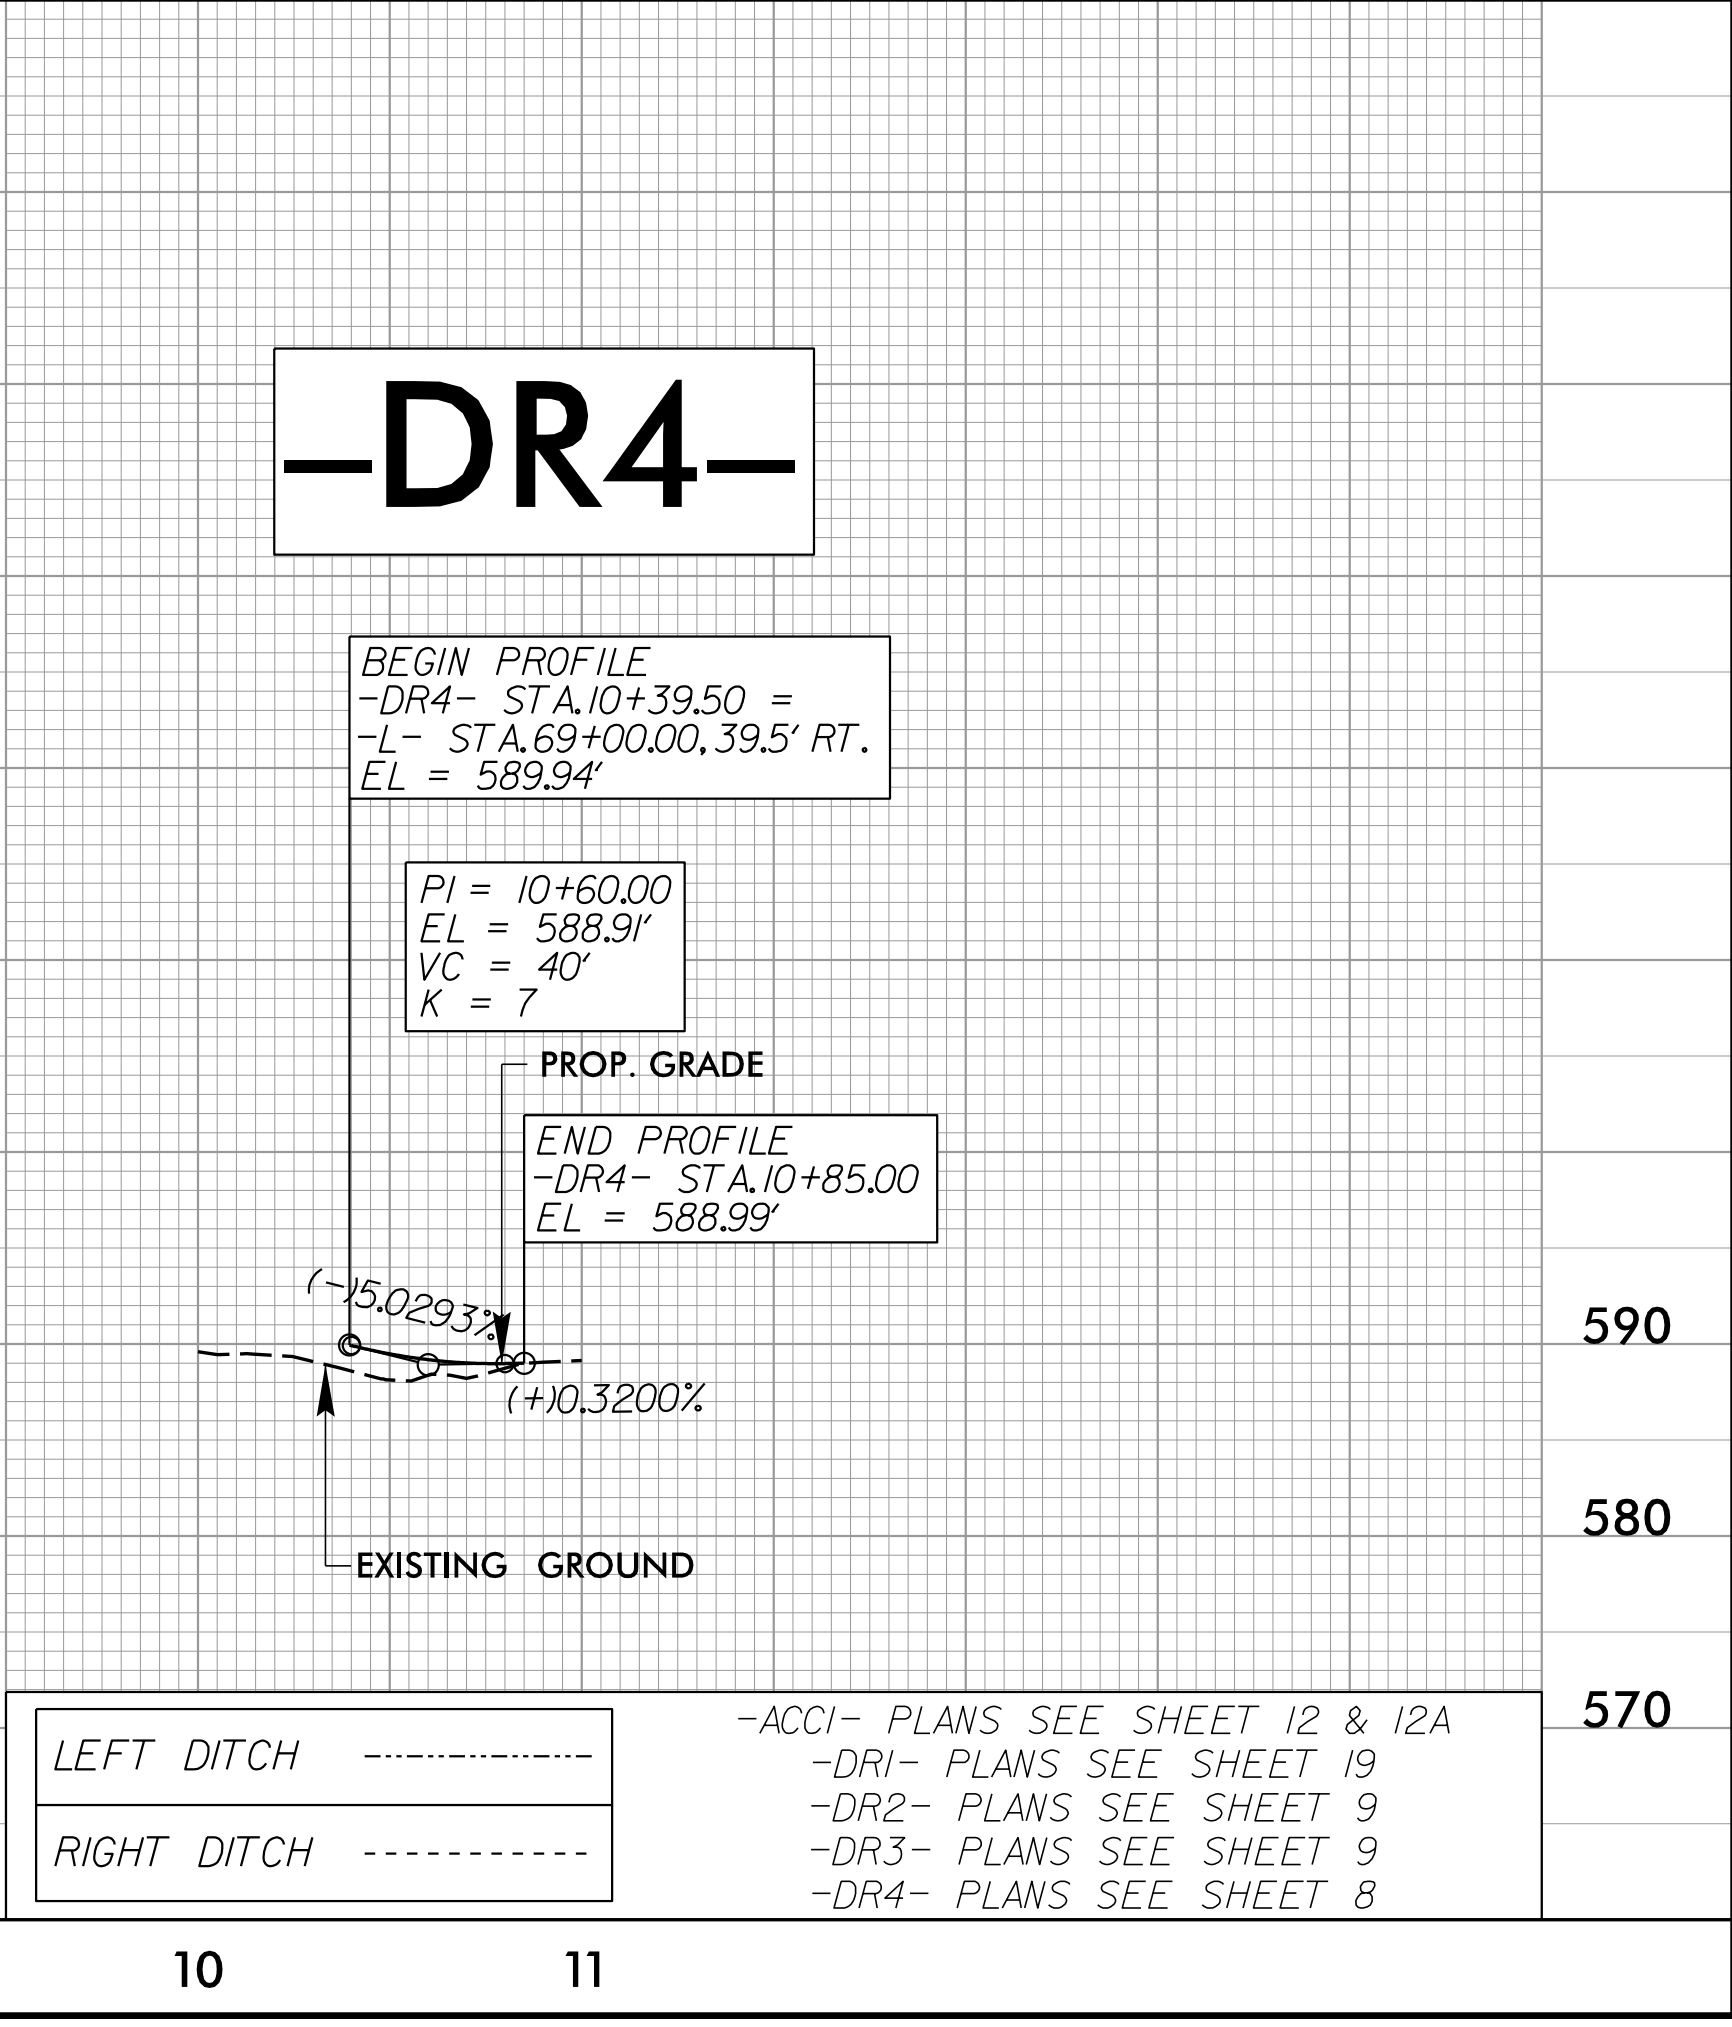 -DR4-
BEGIN PROFILE
-DR4- STA.10+39.50 =
-L- STA.69+00.00, 39.5' RT.
EL = 589.94'
PI = 10+60.00
EL = 588.91'
VC = 40'
K = 7
PROP. GRADE
END PROFILE
-DR4- STA.10+85.00
EL = 588.99'
(-)5.0293%
590
(+)0.3200%
580
EXISTING GROUND
570
LEFT DITCH
RIGHT DITCH
-ACC1- PLANS SEE SHEET 12 & 12A
-DR1- PLANS SEE SHEET 19
-DR2- PLANS SEE SHEET 9
-DR3- PLANS SEE SHEET 9
-DR4- PLANS SEE SHEET 8
10
11